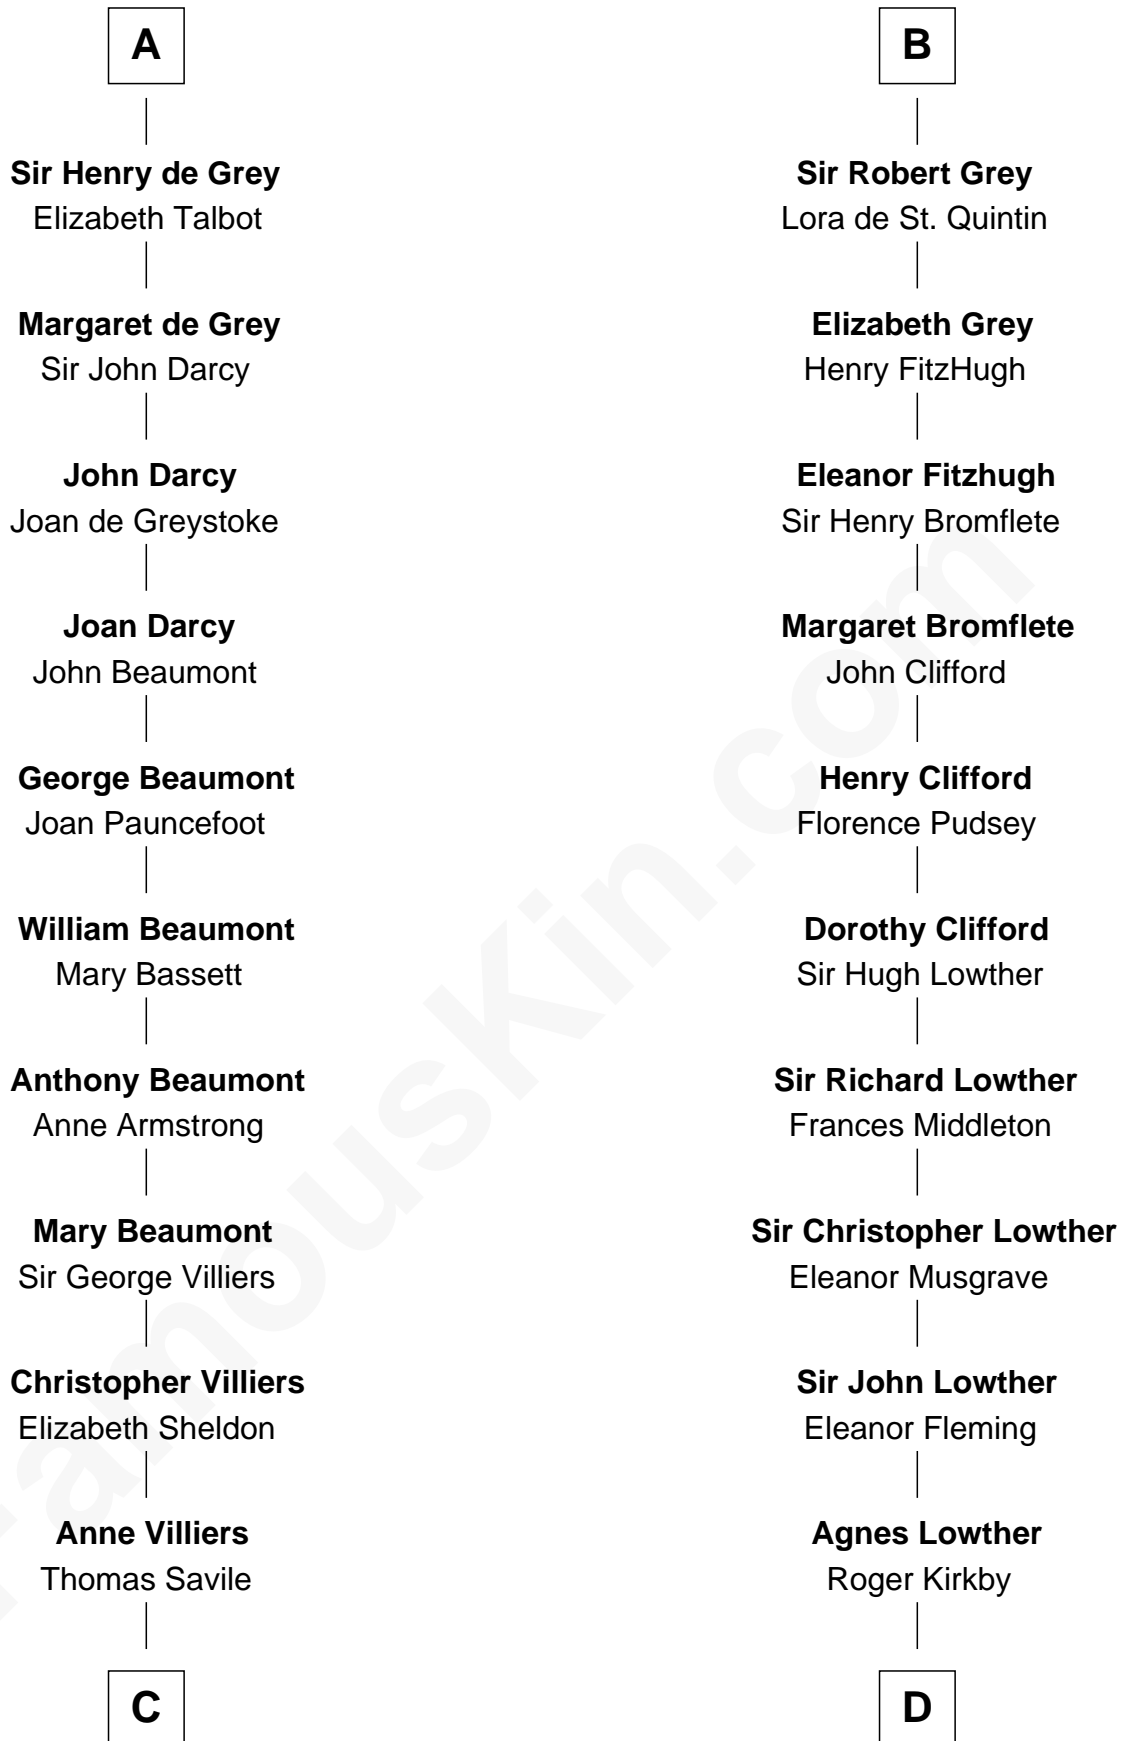 A
Sir Henry de Grey
Elizabeth Talbot
Margaret de Grey
Sir John Darcy
John Darcy
Joan de Greystoke
Joan Darcy
John Beaumont
George Beaumont
Joan Pauncefoot
William Beaumont
Mary Bassett
Anthony Beaumont
Anne Armstrong
Mary Beaumont
Sir George Villiers
Christopher Villiers
Elizabeth Sheldon
Anne Villiers
Thomas Savile
C
B
Sir Robert Grey
Lora de St. Quintin
Elizabeth Grey
Henry FitzHugh
Eleanor Fitzhugh
Sir Henry Bromflete
Margaret Bromflete
John Clifford
Henry Clifford
Florence Pudsey
Dorothy Clifford
Sir Hugh Lowther
Sir Richard Lowther
Frances Middleton
Sir Christopher Lowther
Eleanor Musgrave
Sir John Lowther
Eleanor Fleming
Agnes Lowther
Roger Kirkby
D
FamousKin.com